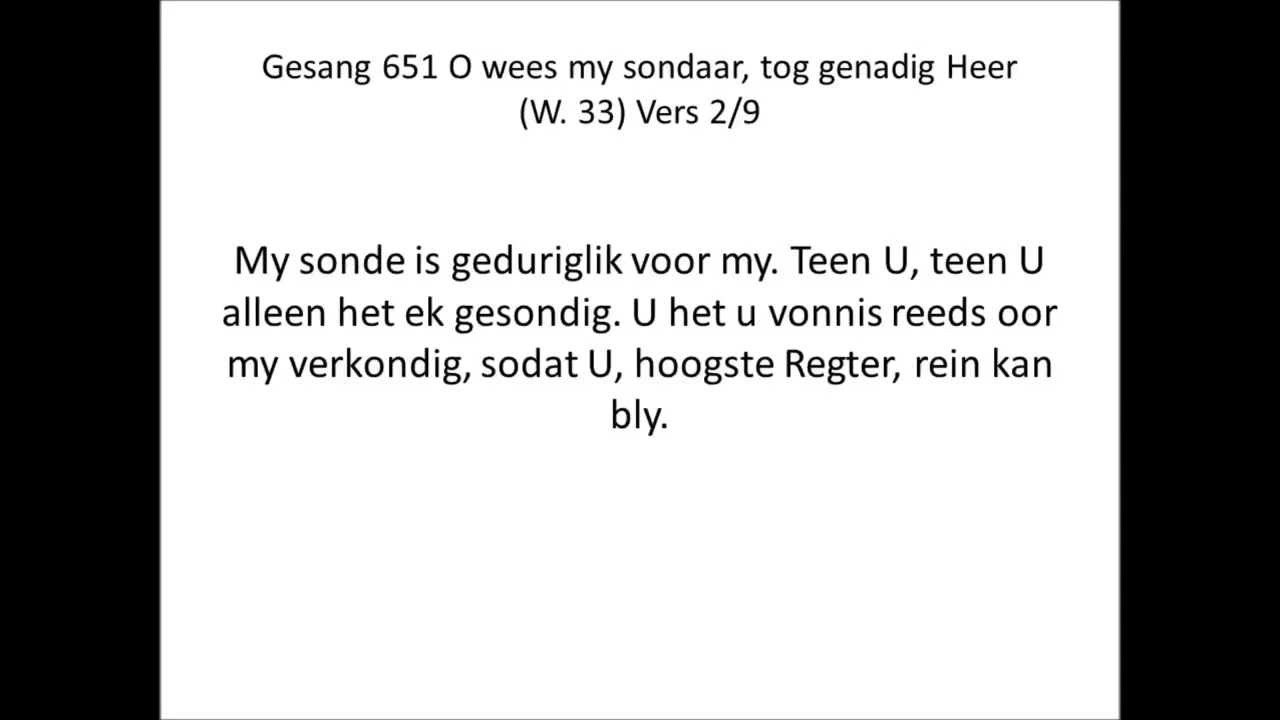 Gesang 651 O wees my sondaar, tog genadig Heer
(W. 33) Vers 2/9
My sonde is geduriglik voor my. Teen U, teen U
alleen het ek gesondig. U het u vonnis reeds oor
my verkondig, sodat U, hoogste Regter, rein kan
bly.